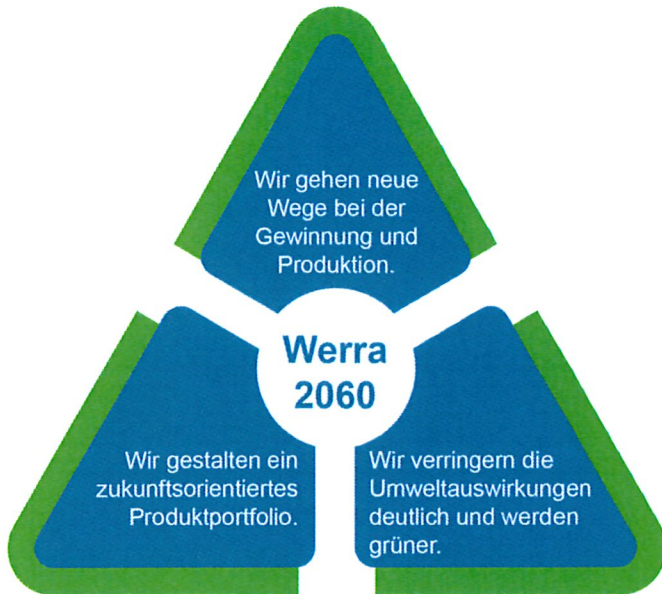 Wir gehen neue
Wege bei der
Gewinnung und
Produktion.
Werra
2060
Wir gestalten ein
zukunftsorientiertes
Produktportfolio.
Wir verringern die
Umweltauswirkungen
deutlich und werden
grüner.